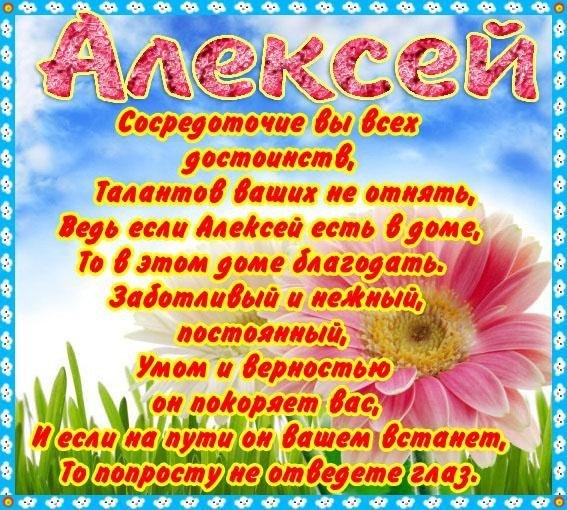 Алексей
Сосредоточие вы всех
достоинств,
Талантов ваших не отнять,
Ведь если Алексей есть в доме,
То в этом доме благодать.
Заботливый и нежный,
постоянный,
Умом и верностью
он покоряет вас,
И если на пути он вашем встанет,
То попросту не отведете глаз.